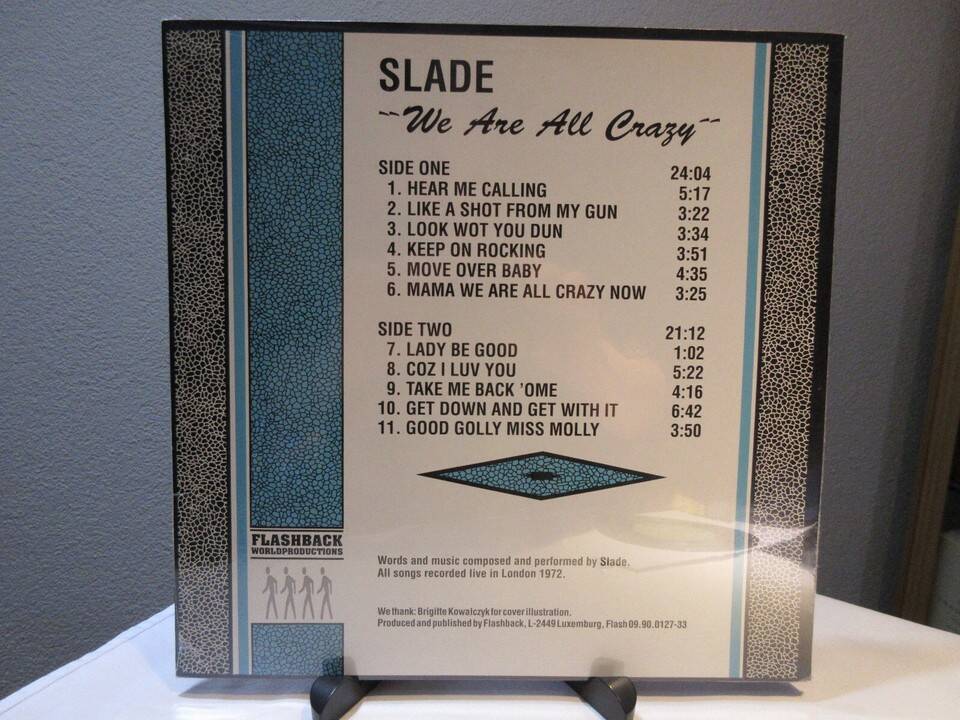 SLADE
~We Are All Crazy~
SIDE ONE 24:04
1. HEAR ME CALLING 5:17
2. LIKE A SHOT FROM MY GUN 3:22
3. LOOK WOT YOU DUN 3:34
4. KEEP ON ROCKING 3:51
5. MOVE OVER BABY 4:35
6. MAMA WE ARE ALL CRAZY NOW 3:25
SIDE TWO 21:12
7. LADY BE GOOD 1:02
8. COZ I LUV YOU 5:22
9. TAKE ME BACK 'OME 4:16
10. GET DOWN AND GET WITH IT 6:42
11. GOOD GOLLY MISS MOLLY 3:50
FLASHBACK
WORLDPRODUCTIONS
Words and music composed and performed by Slade.
All songs recorded live in London 1972.
We thank: Brigitte Kowalczyk for cover illustration.
Produced and published by Flashback, L-2449 Luxemburg, Flash 09.90.0127-33